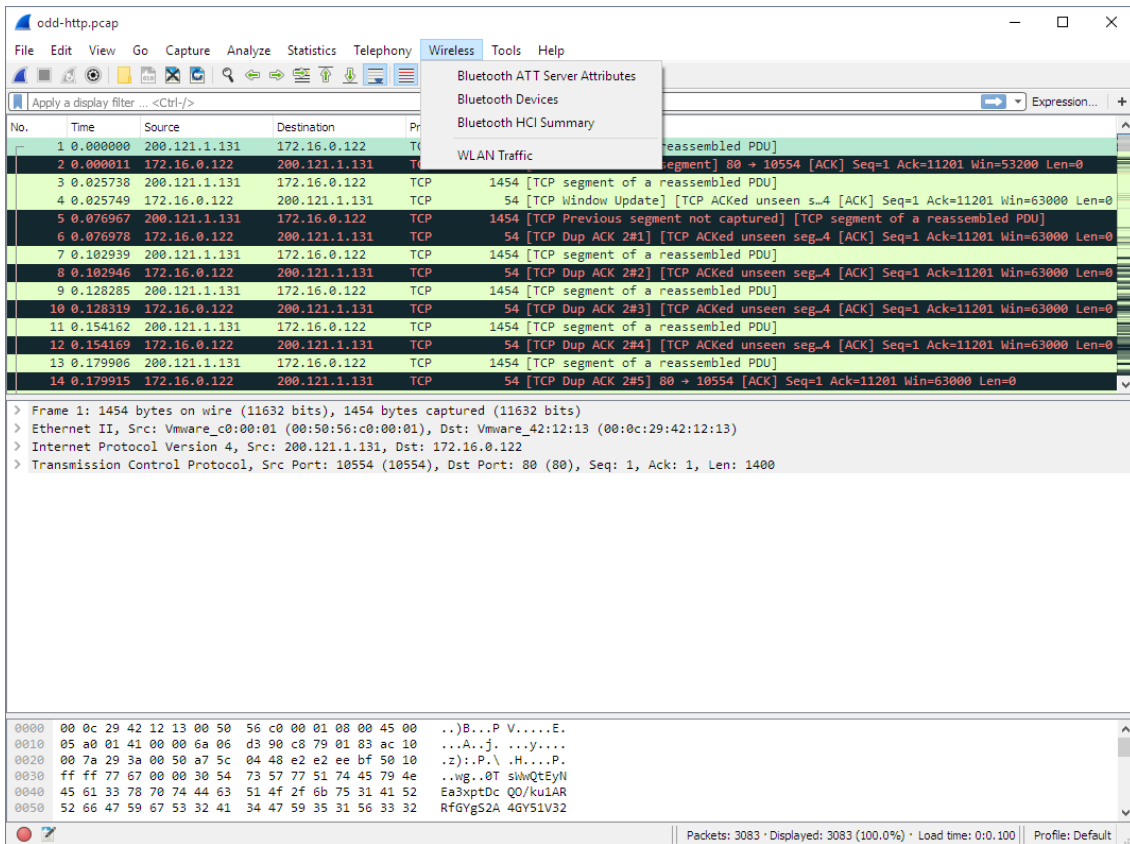 odd-http.pcap
File Edit View Go Capture Analyze Statistics Telephony Wireless Tools Help
Bluetooth ATT Server Attributes
Bluetooth Devices
Bluetooth HCI Summary
WLAN Traffic
Apply a display filter ... <Ctrl-/> Expression... +
No. Time Source Destination
1 0.000000 200.121.1.131 172.16.0.122 reassembled PDU]
2 0.000011 172.16.0.122 200.121.1.131 segment] 80 → 10554 [ACK] Seq=1 Ack=11201 Win=53200 Len=0
3 0.025738 200.121.1.131 172.16.0.122 TCP 1454 [TCP segment of a reassembled PDU]
4 0.025749 172.16.0.122 200.121.1.131 TCP 54 [TCP Window Update] [TCP ACKed unseen s…4 [ACK] Seq=1 Ack=11201 Win=63000 Len=0
5 0.076967 200.121.1.131 172.16.0.122 TCP 1454 [TCP Previous segment not captured] [TCP segment of a reassembled PDU]
6 0.076978 172.16.0.122 200.121.1.131 TCP 54 [TCP Dup ACK 2#1] [TCP ACKed unseen seg…4 [ACK] Seq=1 Ack=11201 Win=63000 Len=0
7 0.102939 200.121.1.131 172.16.0.122 TCP 1454 [TCP segment of a reassembled PDU]
8 0.102946 172.16.0.122 200.121.1.131 TCP 54 [TCP Dup ACK 2#2] [TCP ACKed unseen seg…4 [ACK] Seq=1 Ack=11201 Win=63000 Len=0
9 0.128285 200.121.1.131 172.16.0.122 TCP 1454 [TCP segment of a reassembled PDU]
10 0.128319 172.16.0.122 200.121.1.131 TCP 54 [TCP Dup ACK 2#3] [TCP ACKed unseen seg…4 [ACK] Seq=1 Ack=11201 Win=63000 Len=0
11 0.154162 200.121.1.131 172.16.0.122 TCP 1454 [TCP segment of a reassembled PDU]
12 0.154169 172.16.0.122 200.121.1.131 TCP 54 [TCP Dup ACK 2#4] [TCP ACKed unseen seg…4 [ACK] Seq=1 Ack=11201 Win=63000 Len=0
13 0.179906 200.121.1.131 172.16.0.122 TCP 1454 [TCP segment of a reassembled PDU]
14 0.179915 172.16.0.122 200.121.1.131 TCP 54 [TCP Dup ACK 2#5] 80 → 10554 [ACK] Seq=1 Ack=11201 Win=63000 Len=0
> Frame 1: 1454 bytes on wire (11632 bits), 1454 bytes captured (11632 bits)
> Ethernet II, Src: Vmware_c0:00:01 (00:50:56:c0:00:01), Dst: Vmware_42:12:13 (00:0c:29:42:12:13)
> Internet Protocol Version 4, Src: 200.121.1.131, Dst: 172.16.0.122
> Transmission Control Protocol, Src Port: 10554 (10554), Dst Port: 80 (80), Seq: 1, Ack: 1, Len: 1400
0000 00 0c 29 42 12 13 00 50 56 c0 00 01 08 00 45 00 ..)B...P V.....E.
0010 05 a0 01 41 00 00 6a 06 d3 90 c8 79 01 83 ac 10 ...A..j. ...y....
0020 00 7a 29 3a 00 50 a7 5c 04 48 e2 e2 ee bf 50 10 .z):.P.\ .H....P.
0030 ff ff 77 67 00 00 30 54 73 57 77 51 74 45 79 4e ..wg..0T sWwQtEyN
0040 45 61 33 78 70 74 44 63 51 4f 2f 6b 75 31 41 52 Ea3xptDc QO/ku1AR
0050 52 66 47 59 67 53 32 41 34 47 59 35 31 56 33 32 RfGYgS2A 4GY51V32
Packets: 3083 · Displayed: 3083 (100.0%) · Load time: 0:0.100 Profile: Default